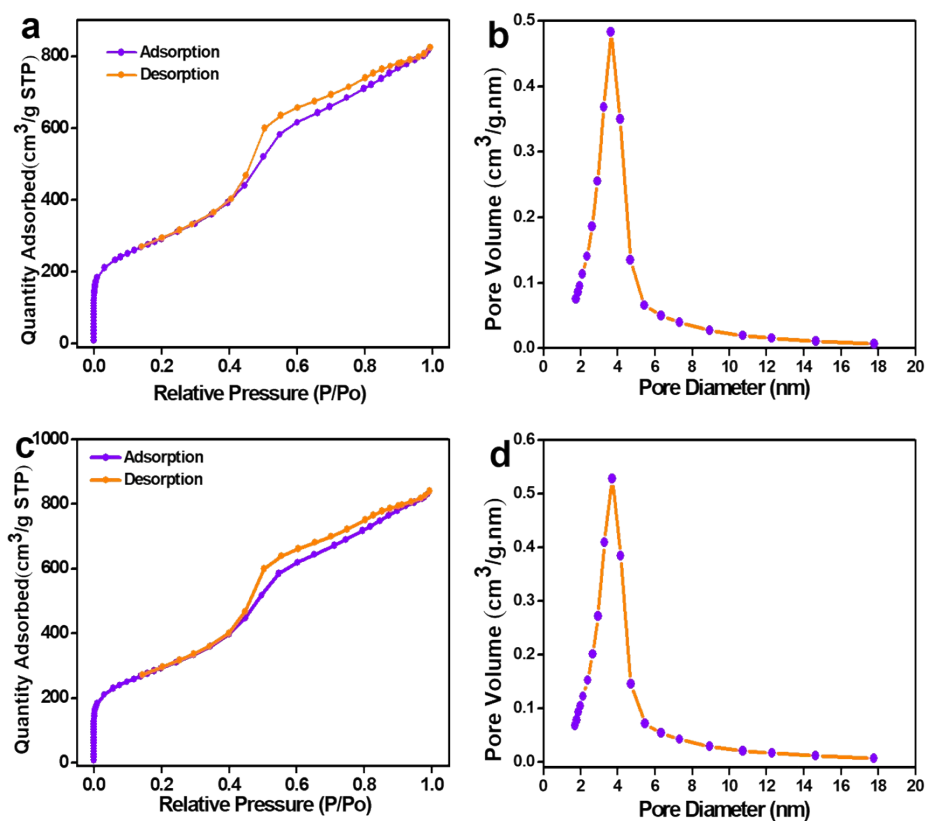 a
Quantity Adsorbed(cm³/g STP)
800
600
400
200
0
Adsorption
Desorption
0.0 0.2 0.4 0.6 0.8 1.0
Relative Pressure (P/Po)
b
Pore Volume (cm³/g.nm)
0.5
0.4
0.3
0.2
0.1
0.0
0 2 4 6 8 10 12 14 16 18 20
Pore Diameter (nm)
c
Quantity Adsorbed(cm³/g STP)
1000
800
600
400
200
0
Adsorption
Desorption
0.0 0.2 0.4 0.6 0.8 1.0
Relative Pressure (P/Po)
d
Pore Volume (cm³/g.nm)
0.6
0.5
0.4
0.3
0.2
0.1
0.0
0 2 4 6 8 10 12 14 16 18 20
Pore Diameter (nm)